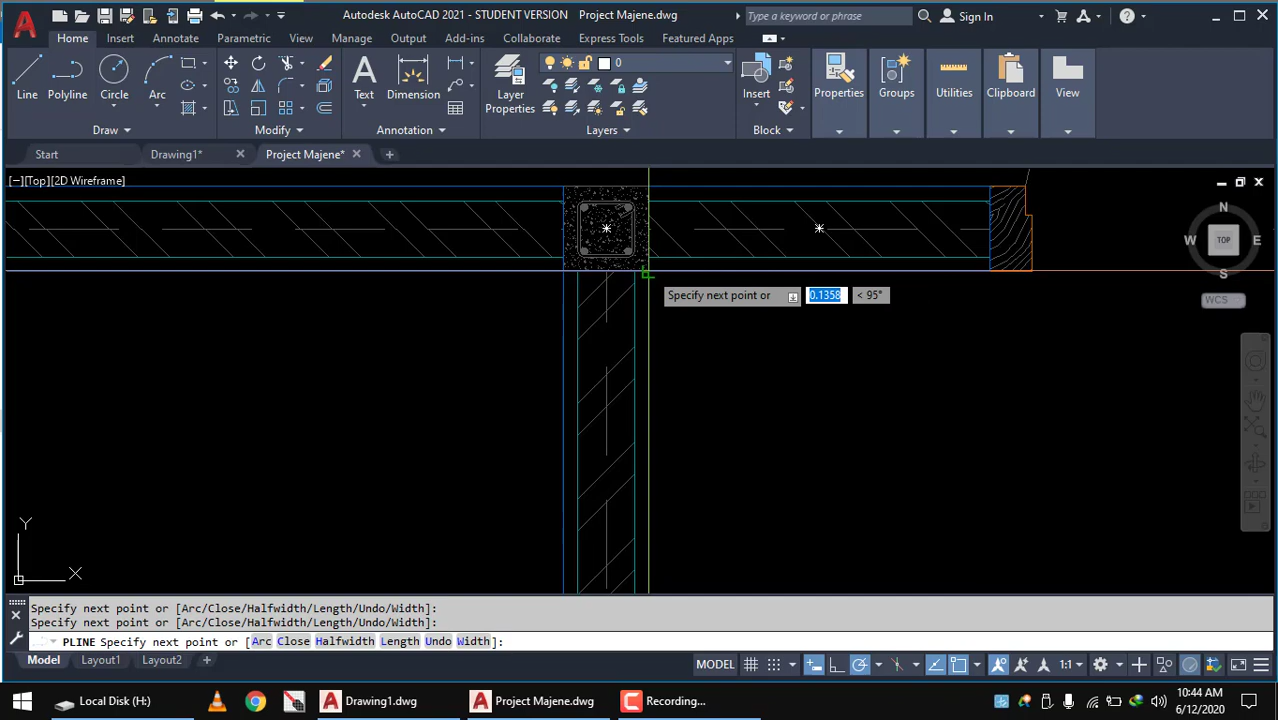 Autodesk AutoCAD 2021 - STUDENT VERSION Project Majene.dwg
Type a keyword or phrase
Sign In
Home Insert Annotate Parametric View Manage Output Add-ins Collaborate Express Tools Featured Apps
0
Line Polyline Circle Arc Text Dimension Layer Properties Insert Properties Groups Utilities Clipboard View
Draw Modify Annotation Layers Block
Start Drawing1* Project Majene*
[−][Top][2D Wireframe]
N
W TOP E
S
WCS
Specify next point or 0.1358 < 95°
Y
X
Specify next point or [Arc/Close/Halfwidth/Length/Undo/Width]:
Specify next point or [Arc/Close/Halfwidth/Length/Undo/Width]:
PLINE Specify next point or [Arc Close Halfwidth Length Undo Width]:
Model Layout1 Layout2 +
MODEL 1:1
Local Disk (H:) Drawing1.dwg Project Majene.dwg Recording...
10:44 AM
6/12/2020